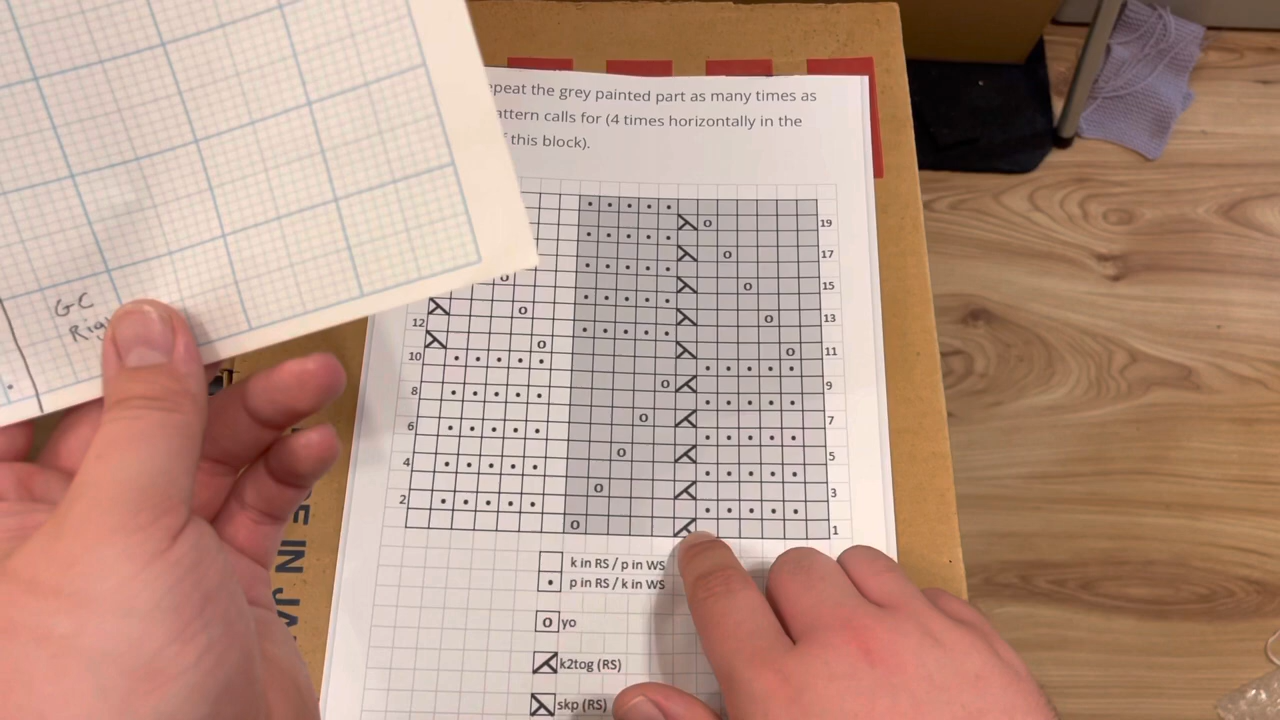 epeat the grey painted part as many times as
attern calls for (4 times horizontally in the
this block).
19
17
15
13
12
11
10
9
8
7
6
5
4
3
2
1
k in RS / p in WS
p in RS / k in WS
o yo
k2tog (RS)
skp (RS)
GC
E IN JA